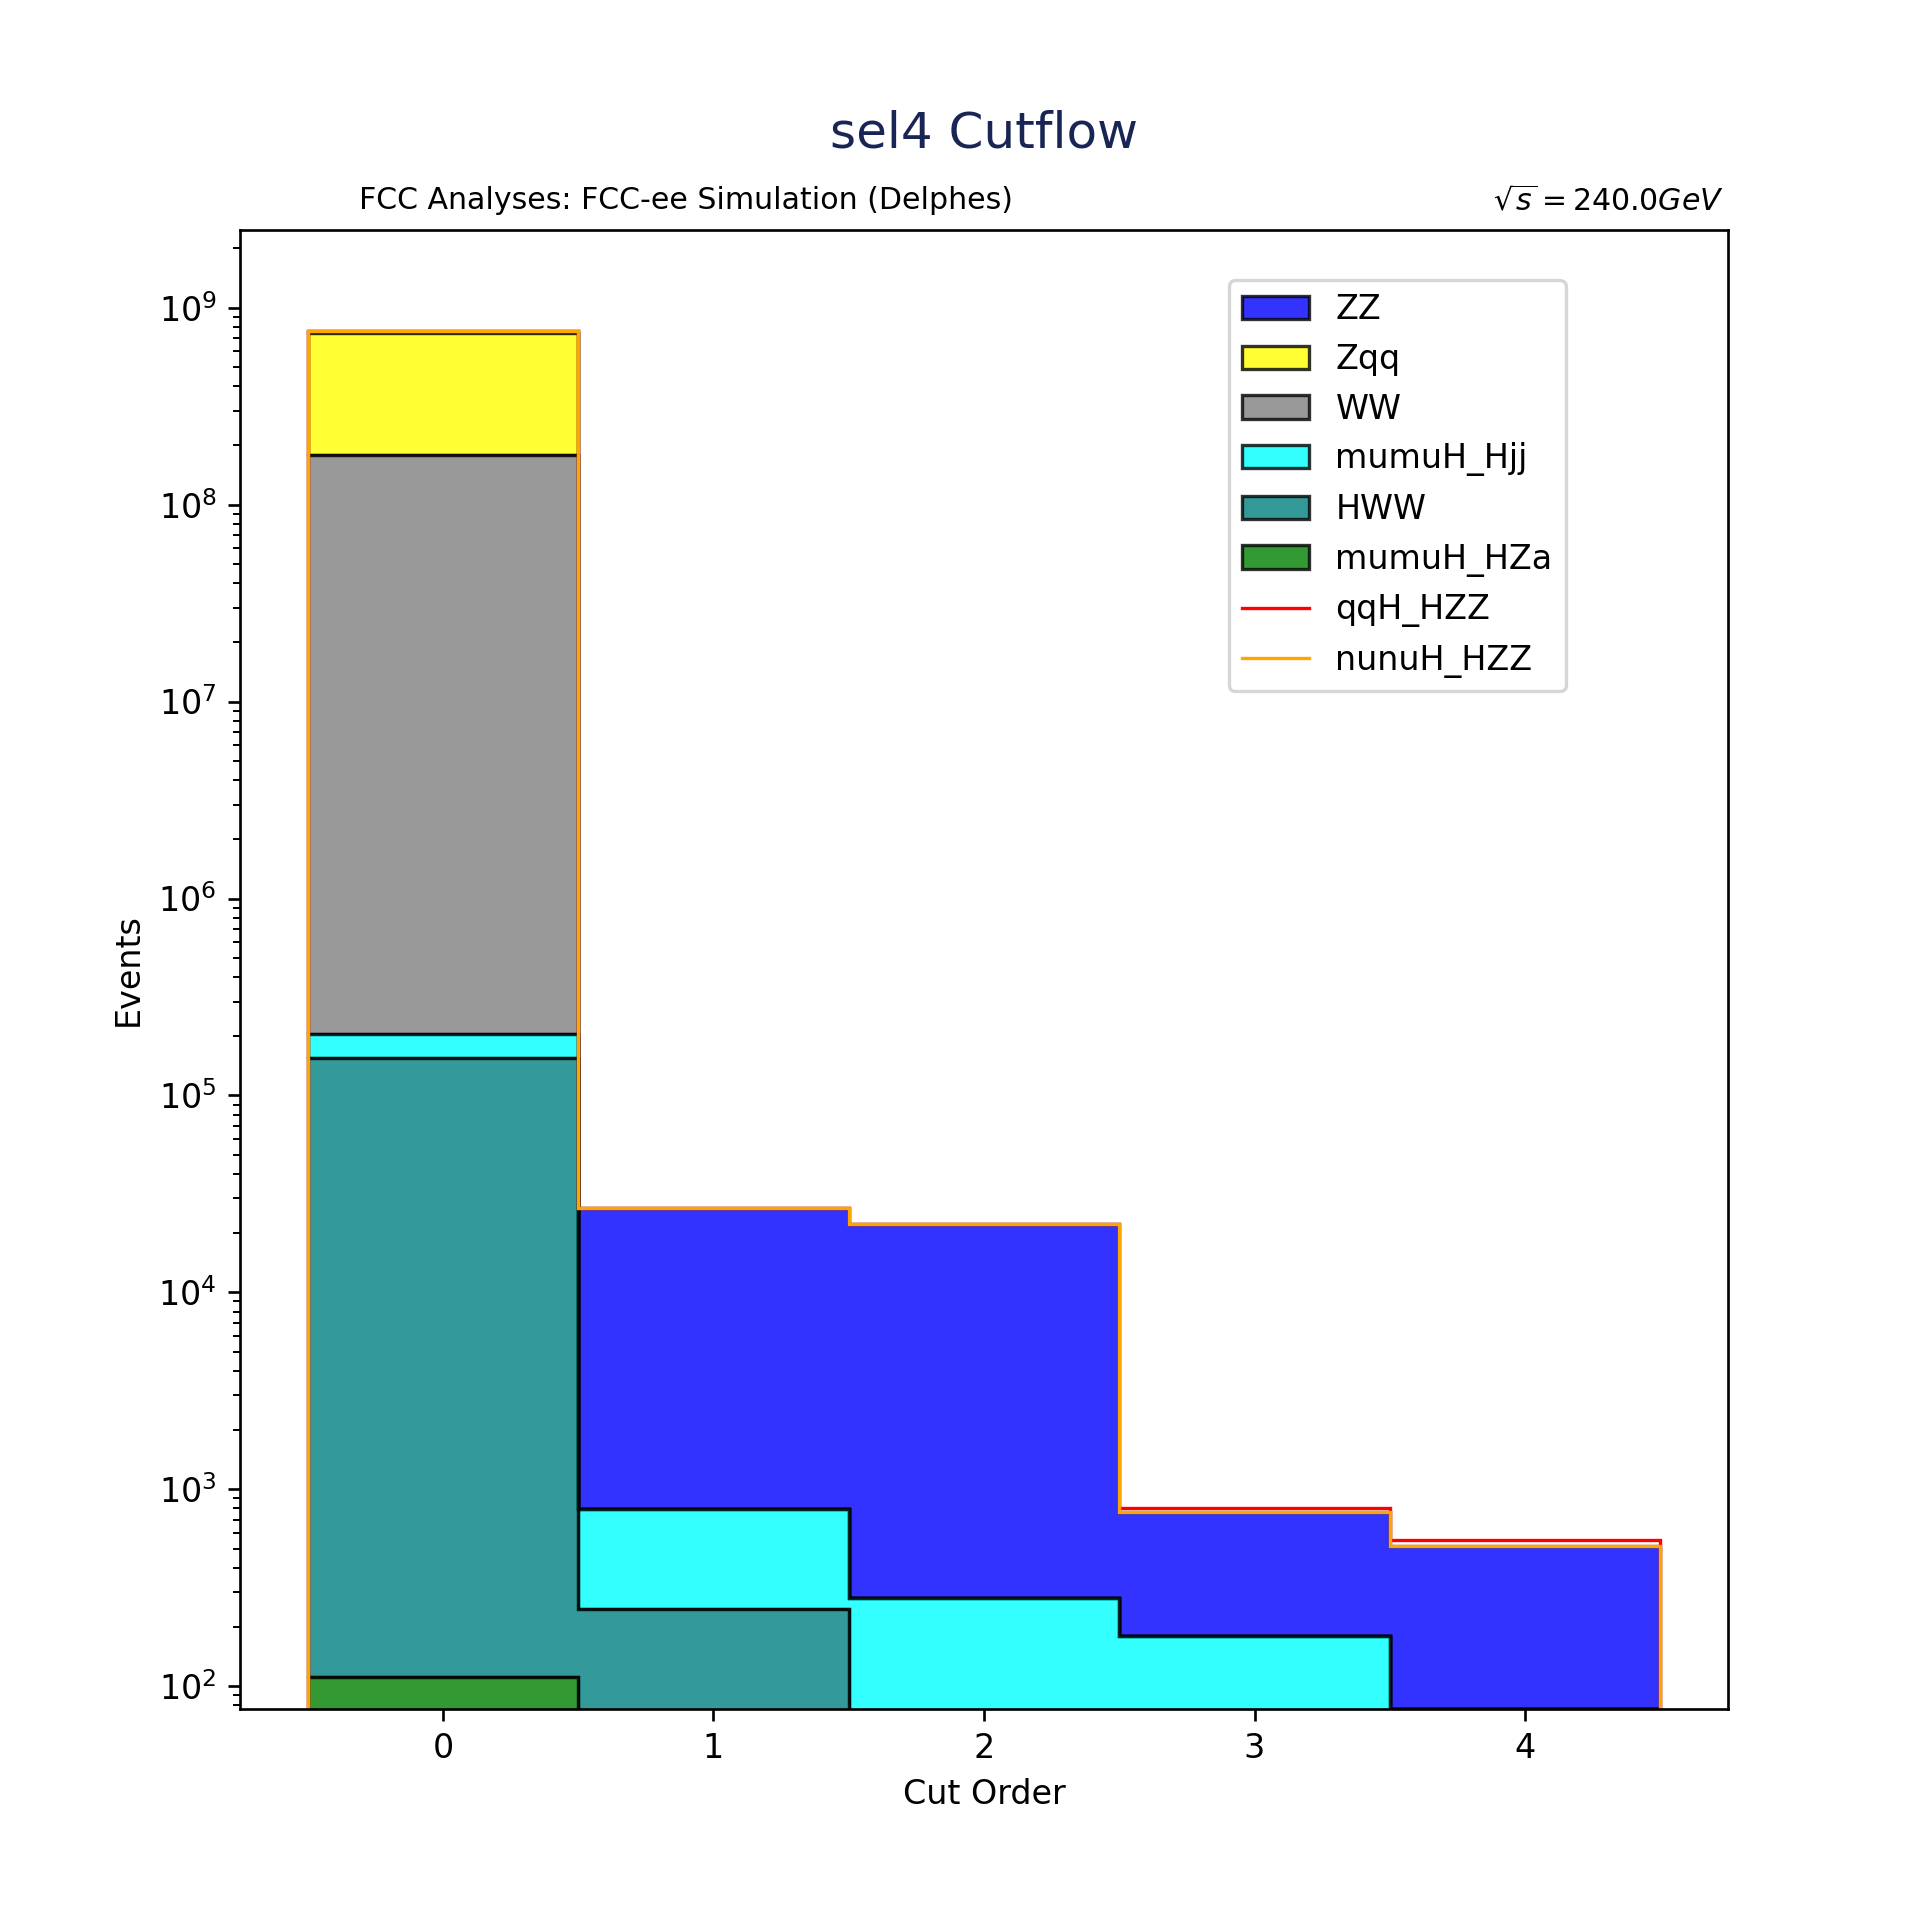 sel4 Cutflow
FCC Analyses: FCC-ee Simulation (Delphes)
√s = 240.0GeV
10⁹
10⁸
10⁷
10⁶
10⁵
10⁴
10³
10²
Events
ZZ
Zqq
WW
mumuH_Hjj
HWW
mumuH_HZa
qqH_HZZ
nunuH_HZZ
0 1 2 3 4
Cut Order